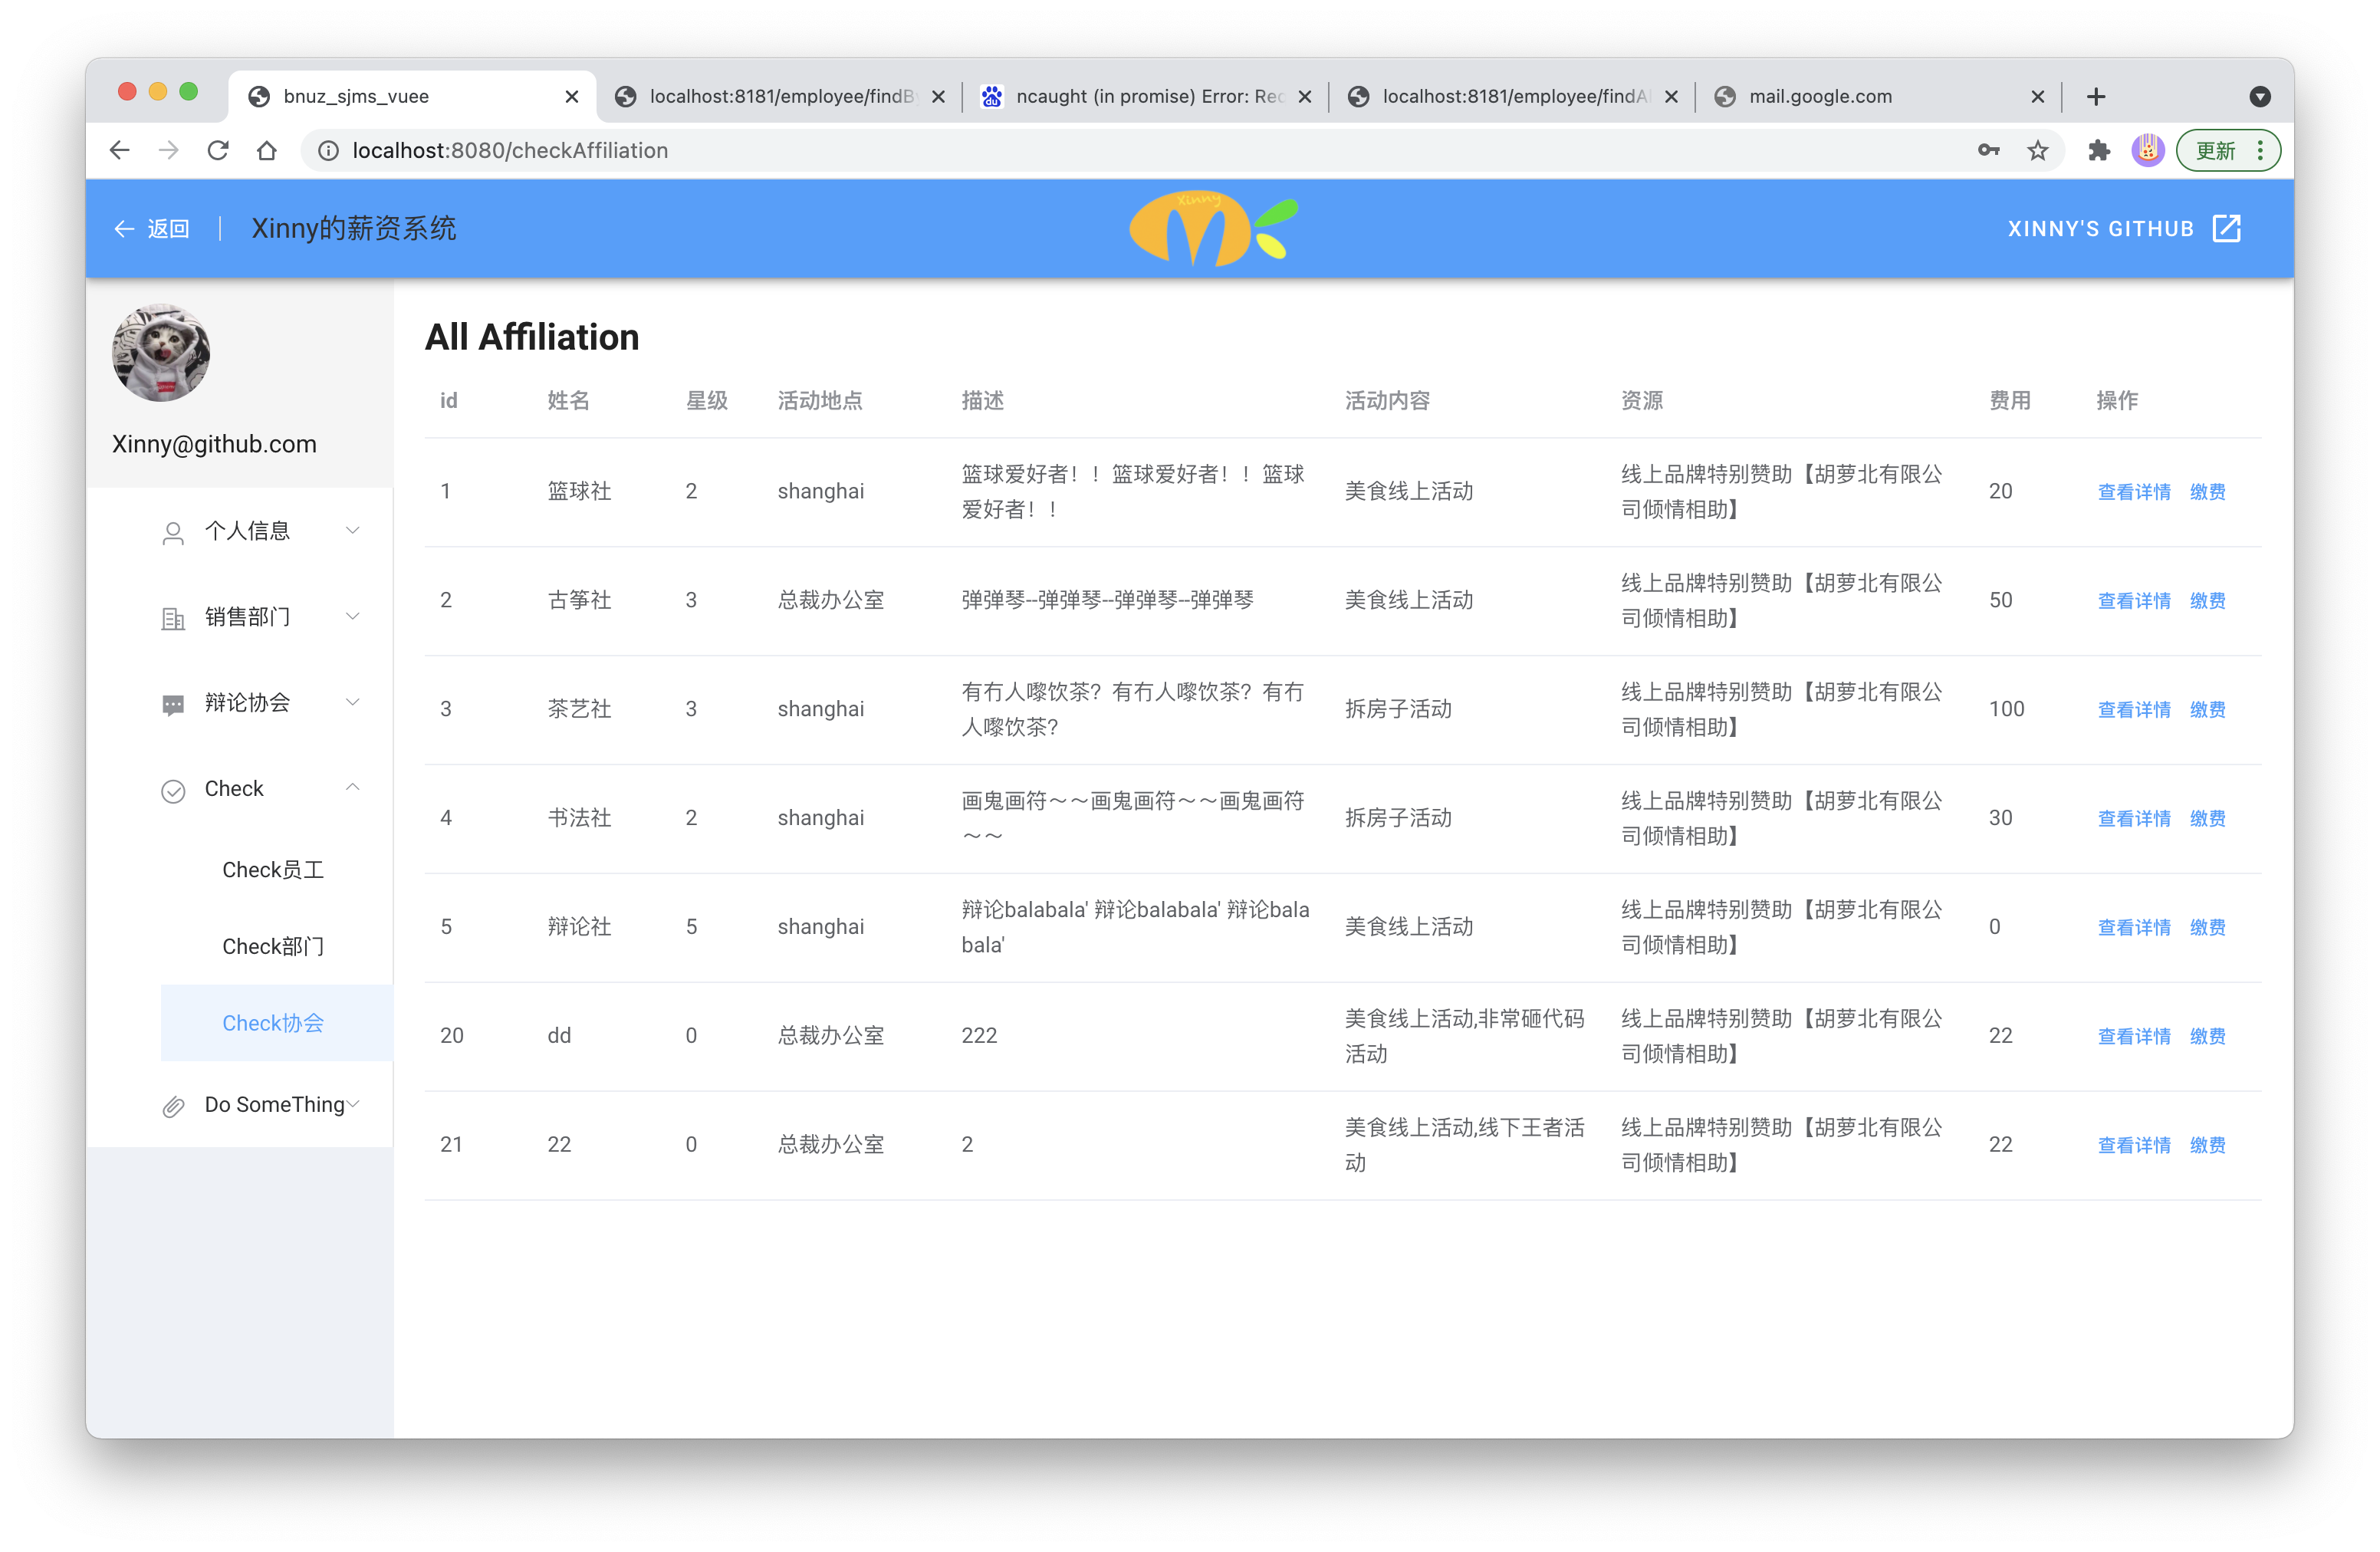 bnuz_sjms_vuee
localhost:8181/employee/findBy
ncaught (in promise) Error: Rec
localhost:8181/employee/findAl
mail.google.com
localhost:8080/checkAffiliation
更新
返回
Xinny的薪资系统
xinny
XINNY'S GITHUB
Xinny@github.com
个人信息
销售部门
辩论协会
Check
Check员工
Check部门
Check协会
Do SomeThing
All Affiliation
id 姓名 星级 活动地点 描述 活动内容 资源 费用 操作
1 篮球社 2 shanghai 篮球爱好者！！篮球爱好者！！篮球 美食线上活动 线上品牌特别赞助【胡萝北有限公 20 查看详情 缴费
爱好者！！ 司倾情相助】
2 古筝社 3 总裁办公室 弹弹琴--弹弹琴--弹弹琴--弹弹琴 美食线上活动 线上品牌特别赞助【胡萝北有限公 50 查看详情 缴费
司倾情相助】
3 茶艺社 3 shanghai 有冇人嚟饮茶？有冇人嚟饮茶？有冇 拆房子活动 线上品牌特别赞助【胡萝北有限公 100 查看详情 缴费
人嚟饮茶? 司倾情相助】
4 书法社 2 shanghai 画鬼画符～～画鬼画符～～画鬼画符 拆房子活动 线上品牌特别赞助【胡萝北有限公 30 查看详情 缴费
～～ 司倾情相助】
5 辩论社 5 shanghai 辩论balabala' 辩论balabala' 辩论bala 美食线上活动 线上品牌特别赞助【胡萝北有限公 0 查看详情 缴费
bala' 司倾情相助】
20 dd 0 总裁办公室 222 美食线上活动,非常砸代码 线上品牌特别赞助【胡萝北有限公 22 查看详情 缴费
活动 司倾情相助】
21 22 0 总裁办公室 2 美食线上活动,线下王者活 线上品牌特别赞助【胡萝北有限公 22 查看详情 缴费
动 司倾情相助】